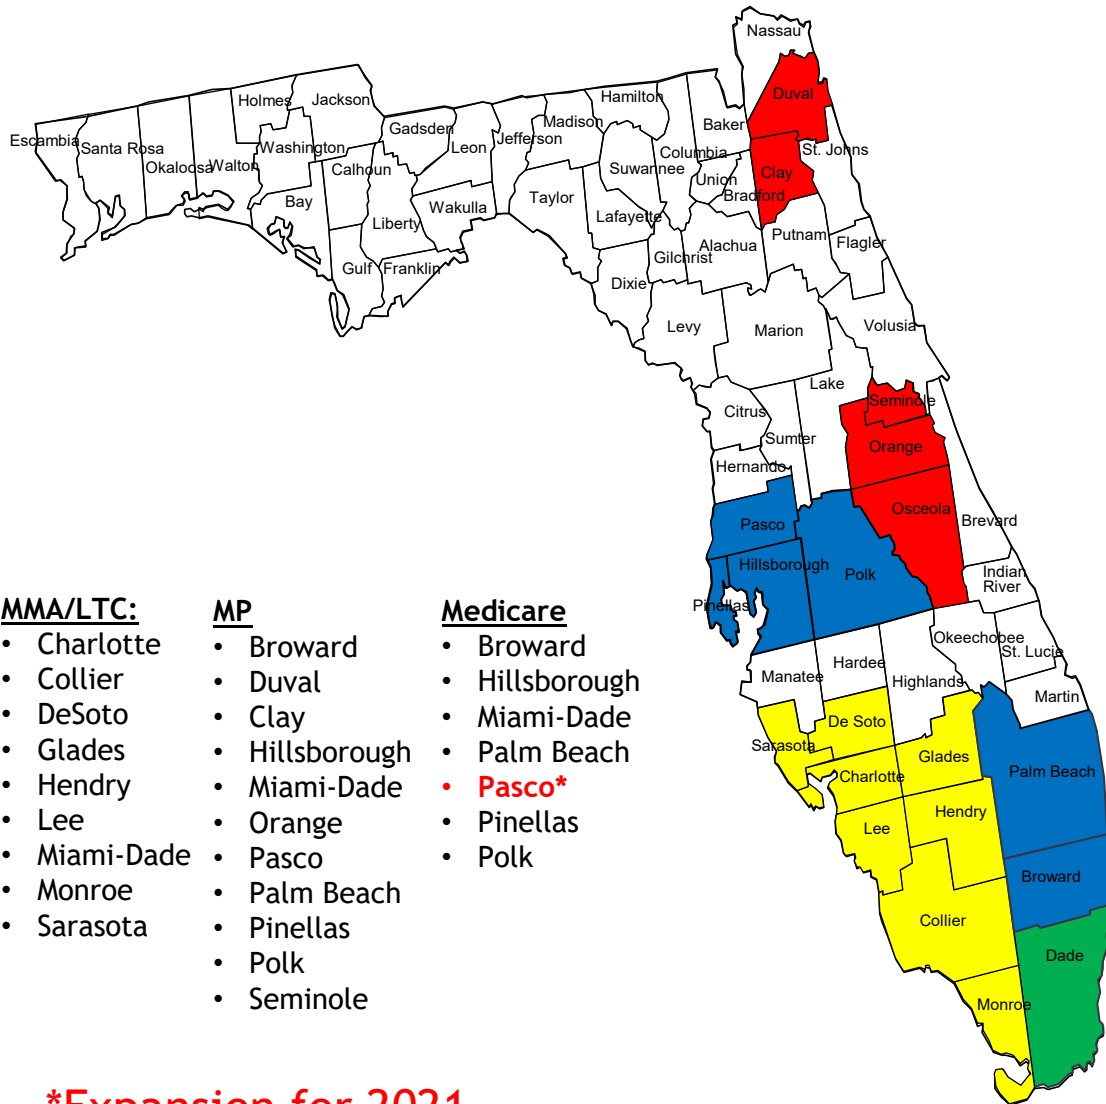 Nassau
Duval
Holmes
Jackson
Hamilton
Madison
Baker
Gadsden
Escambia
Santa Rosa
Okaloosa
Walton
Washington
Leon
Jefferson
Columbia
St. Johns
Calhoun
Suwannee
Union
Clay
Bradford
Bay
Liberty
Wakulla
Taylor
Lafayette
Putnam
Flagler
Alachua
Gilchrist
Gulf
Franklin
Dixie
Levy
Marion
Volusia
Lake
Citrus
Seminole
Sumter
Orange
Hernando
Osceola
Pasco
Brevard
Hillsborough
Polk
Indian
River
Pinellas
Okeechobee
St. Lucie
Hardee
Manatee
Highlands
Martin
De Soto
Sarasota
Glades
Charlotte
Palm Beach
Hendry
Lee
Broward
Collier
Dade
Monroe
MMA/LTC:
• Charlotte
• Collier
• DeSoto
• Glades
• Hendry
• Lee
• Miami-Dade
• Monroe
• Sarasota
MP
• Broward
• Duval
• Clay
• Hillsborough
• Miami-Dade
• Orange
• Pasco
• Palm Beach
• Pinellas
• Polk
• Seminole
Medicare
• Broward
• Hillsborough
• Miami-Dade
• Palm Beach
• Pasco*
• Pinellas
• Polk
*Expansion for 2021